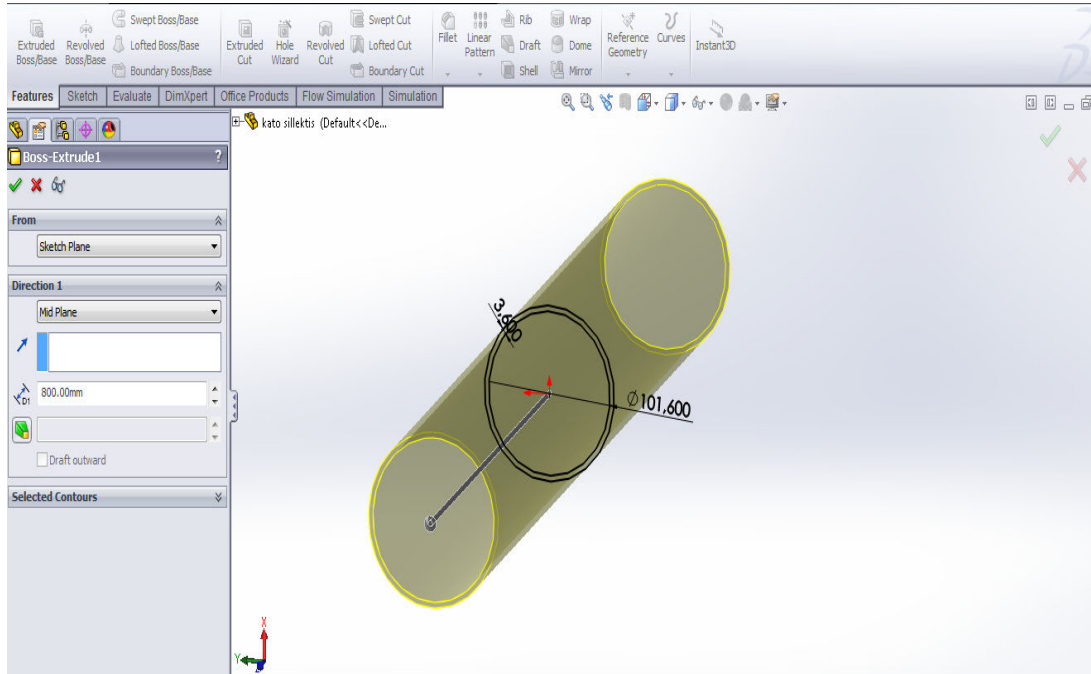 Extruded Boss/Base
Revolved Boss/Base
Swept Boss/Base
Lofted Boss/Base
Boundary Boss/Base
Extruded Cut
Hole Wizard
Revolved Cut
Swept Cut
Lofted Cut
Boundary Cut
Fillet
Linear Pattern
Rib
Draft
Shell
Wrap
Dome
Mirror
Reference Geometry
Curves
Instant3D
Features Sketch Evaluate DimXpert Office Products Flow Simulation Simulation
kato sillektis (Default<<De...
Boss-Extrude1 ?
From
Sketch Plane
Direction 1
Mid Plane
D1 800.00mm
Draft outward
Selected Contours
3,600
Ø101,600
X
Y